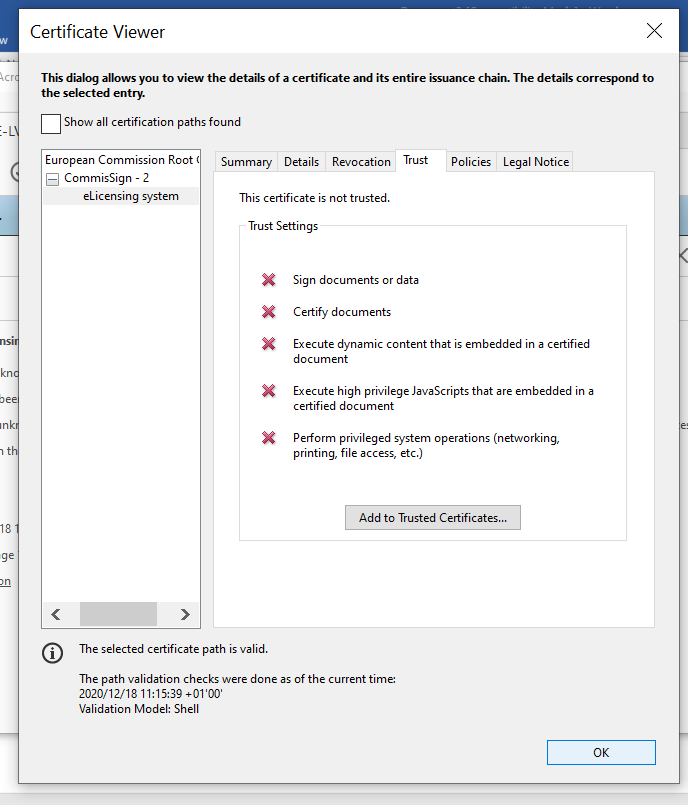 Certificate Viewer
This dialog allows you to view the details of a certificate and its entire issuance chain. The details correspond to
the selected entry.
Show all certification paths found
European Commission Root
CommisSign - 2
eLicensing system
Summary
Details
Revocation
Trust
Policies
Legal Notice
This certificate is not trusted.
Trust Settings
Sign documents or data
Certify documents
Execute dynamic content that is embedded in a certified
document
Execute high privilege JavaScripts that are embedded in a
certified document
Perform privileged system operations (networking,
printing, file access, etc.)
Add to Trusted Certificates...
The selected certificate path is valid.
The path validation checks were done as of the current time:
2020/12/18 11:15:39 +01'00'
Validation Model: Shell
OK